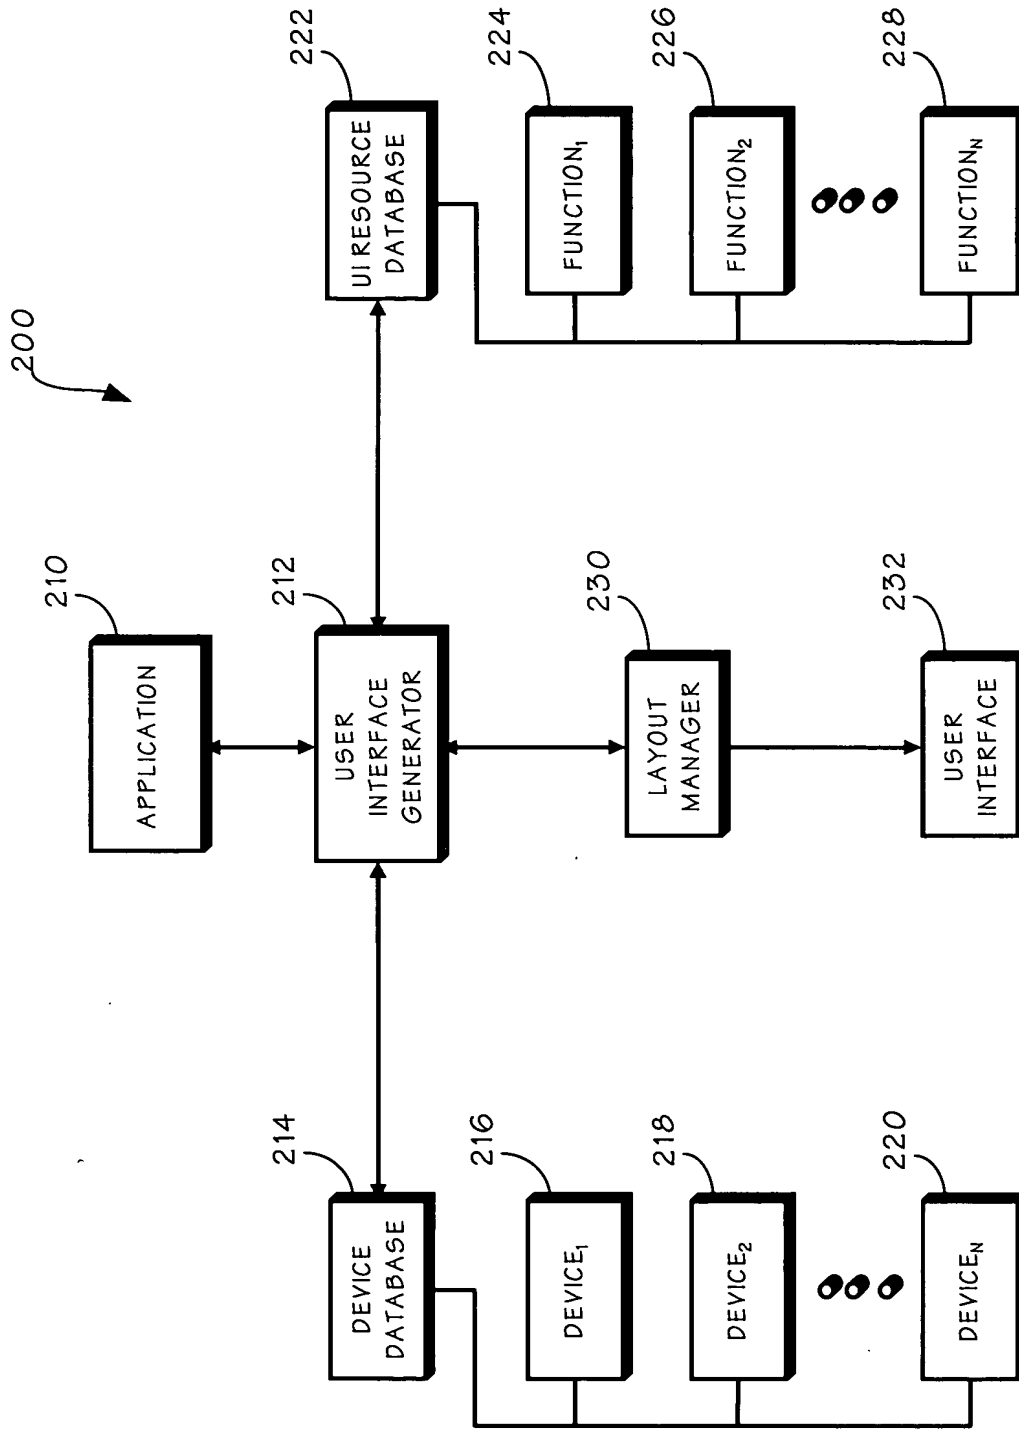 200
210
APPLICATION
214
DEVICE
DATABASE
212
USER
INTERFACE
GENERATOR
222
UI RESOURCE
DATABASE
216
DEVICE₁
224
FUNCTION₁
218
DEVICE₂
230
LAYOUT
MANAGER
226
FUNCTION₂
220
DEVICEN
232
USER
INTERFACE
228
FUNCTIONN